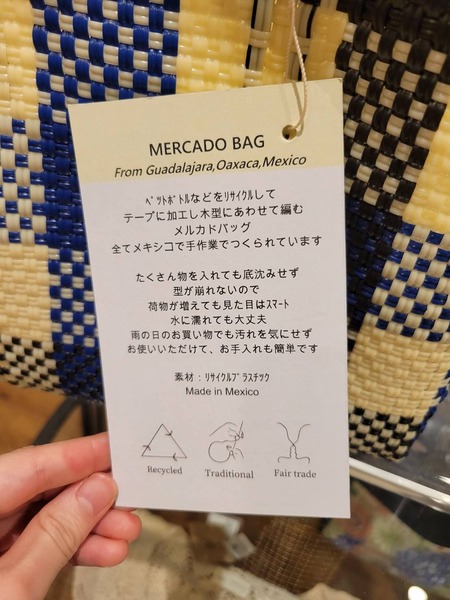 MERCADO BAG
From Guadalajara,Oaxaca,Mexico
ﾍﾟｯﾄﾎﾞﾄﾙなどをﾘｻｲｸﾙして
テープに加工し木型にあわせて編む
メルカドバッグ
全てメキシコで手作業でつくられています
たくさん物を入れても底沈みせず
型が崩れないので
荷物が増えても見た目はｽﾏｰﾄ
水に濡れても大丈夫
雨の日のお買い物でも汚れを気にせず
お使いいただけて、お手入れも簡単です
素材：ﾘｻｲｸﾙﾌﾟﾗｽﾁｯｸ
Made in Mexico
Recycled
Traditional
Fair trade